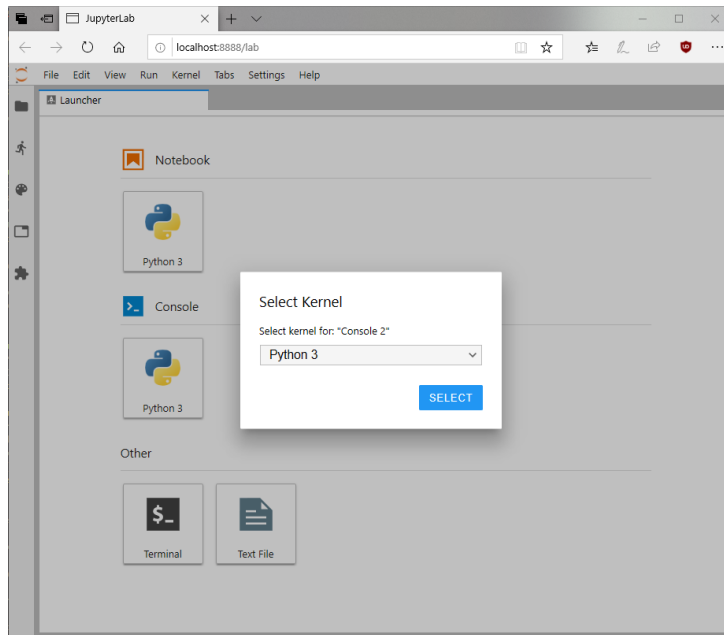 JupyterLab
localhost:8888/lab
File Edit View Run Kernel Tabs Settings Help
Launcher
Notebook
Python 3
Select Kernel
Select kernel for: "Console 2"
Python 3
SELECT
Console
Python 3
Other
$_
Terminal
Text File